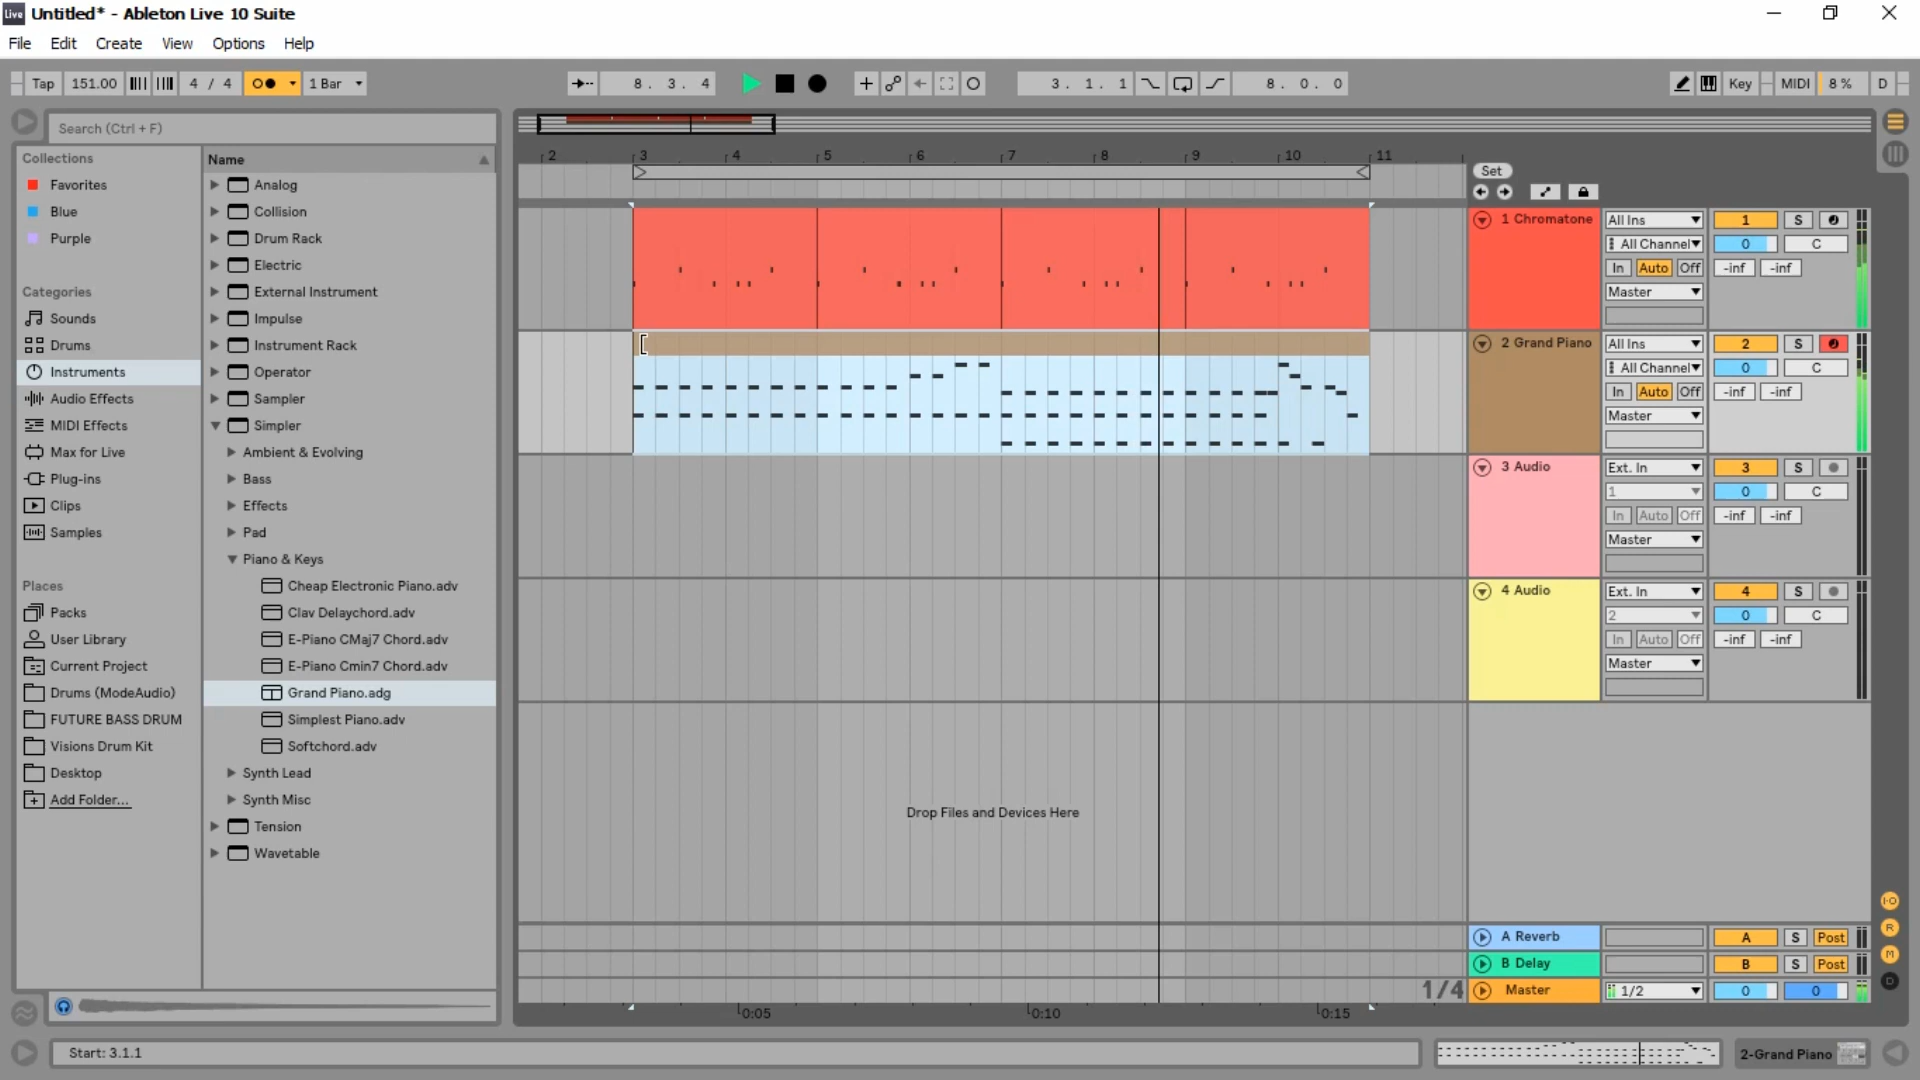 Live Untitled* - Ableton Live 10 Suite
File Edit Create View Options Help
Tap 151.00 4 / 4 1 Bar 8. 3. 4 3. 1. 1 8. 0. 0 Key MIDI 8 % D
Search (Ctrl + F)
Collections
Favorites
Blue
Purple
Categories
Sounds
Drums
Instruments
Audio Effects
MIDI Effects
Max for Live
Plug-ins
Clips
Samples
Places
Packs
User Library
Current Project
Drums (ModeAudio)
FUTURE BASS DRUM
Visions Drum Kit
Desktop
Add Folder...
Name
Analog
Collision
Drum Rack
Electric
External Instrument
Impulse
Instrument Rack
Operator
Sampler
Simpler
Ambient & Evolving
Bass
Effects
Pad
Piano & Keys
Cheap Electronic Piano.adv
Clav Delaychord.adv
E-Piano CMaj7 Chord.adv
E-Piano Cmin7 Chord.adv
Grand Piano.adg
Simplest Piano.adv
Softchord.adv
Synth Lead
Synth Misc
Tension
Wavetable
2 3 4 5 6 7 8 9 10 11
Set
1 Chromatone All Ins 1 S
All Channel 0 C
In Auto Off -inf -inf
Master
2 Grand Piano All Ins 2 S
All Channel 0 C
In Auto Off -inf -inf
Master
3 Audio Ext. In 3 S
1 0 C
In Auto Off -inf -inf
Master
4 Audio Ext. In 4 S
2 0 C
In Auto Off -inf -inf
Master
Drop Files and Devices Here
A Reverb A S Post
B Delay B S Post
1/4 Master 1/2 0 0
0:05 0:10 0:15
I·O
R
M
D
Start: 3.1.1
2-Grand Piano